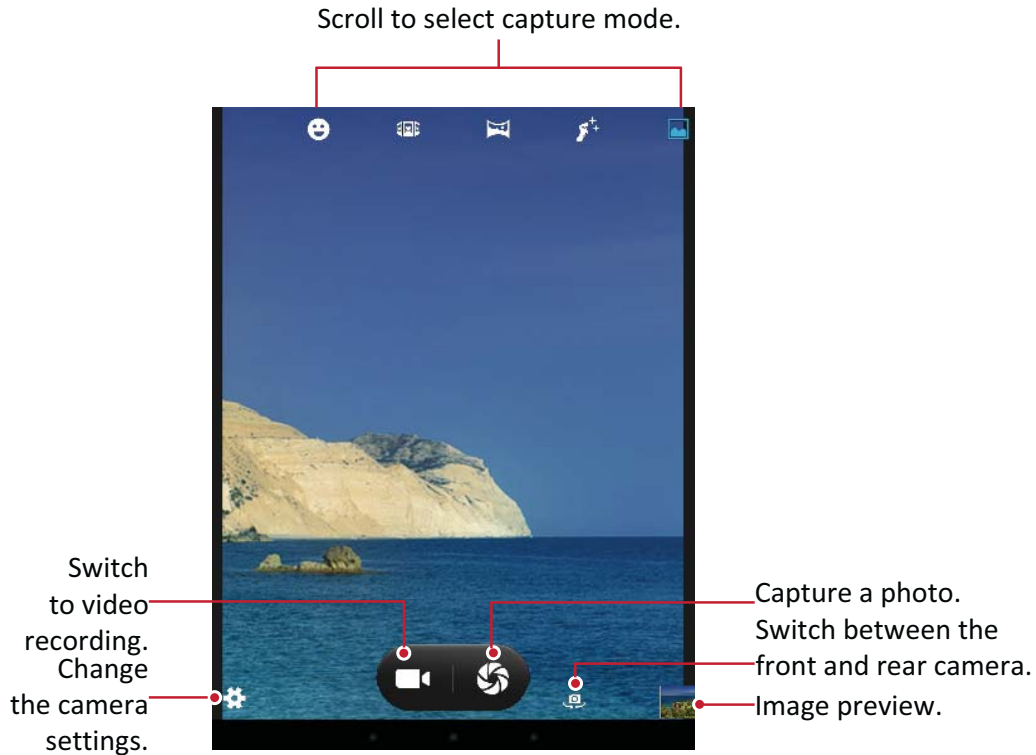 Scroll to select capture mode.
Switch
to video
recording.
Change
the camera
settings.
Capture a photo.
Switch between the
front and rear camera.
Image preview.